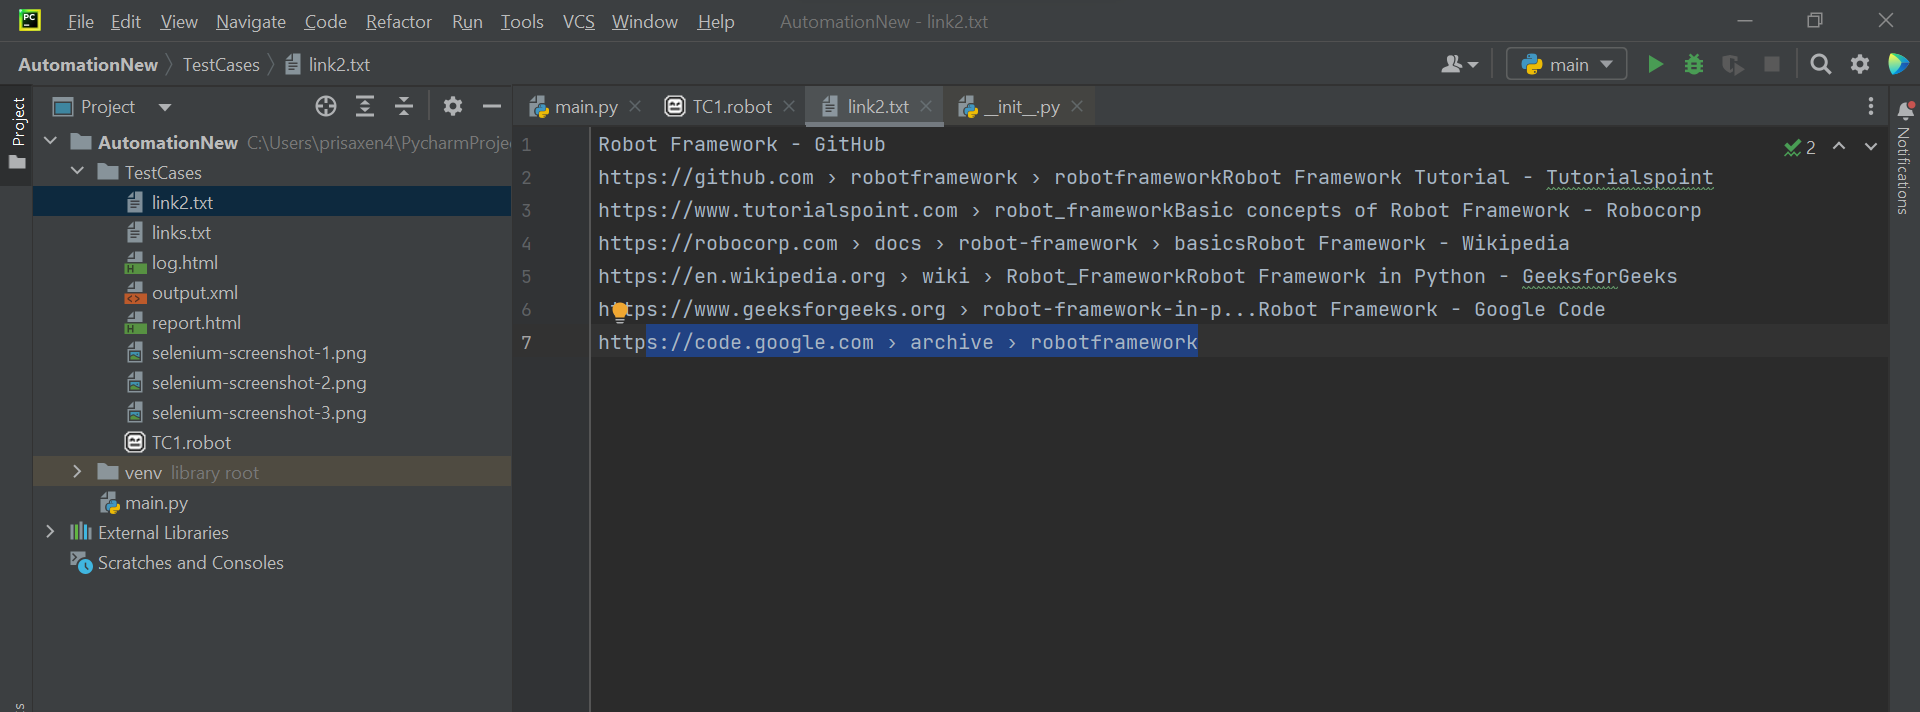 PC File Edit View Navigate Code Refactor Run Tools VCS Window Help AutomationNew - link2.txt
AutomationNew TestCases link2.txt main
Project
Project
main.py TC1.robot link2.txt __init__.py
Notifications
AutomationNew C:\Users\prisaxen4\PycharmProje
TestCases
link2.txt
links.txt
log.html
output.xml
report.html
selenium-screenshot-1.png
selenium-screenshot-2.png
selenium-screenshot-3.png
TC1.robot
venv library root
main.py
External Libraries
Scratches and Consoles
1 Robot Framework - GitHub
2 https://github.com › robotframework › robotframeworkRobot Framework Tutorial - Tutorialspoint
3 https://www.tutorialspoint.com › robot_frameworkBasic concepts of Robot Framework - Robocorp
4 https://robocorp.com › docs › robot-framework › basicsRobot Framework - Wikipedia
5 https://en.wikipedia.org › wiki › Robot_FrameworkRobot Framework in Python - GeeksforGeeks
6 https://www.geeksforgeeks.org › robot-framework-in-p...Robot Framework - Google Code
7 https://code.google.com › archive › robotframework
2